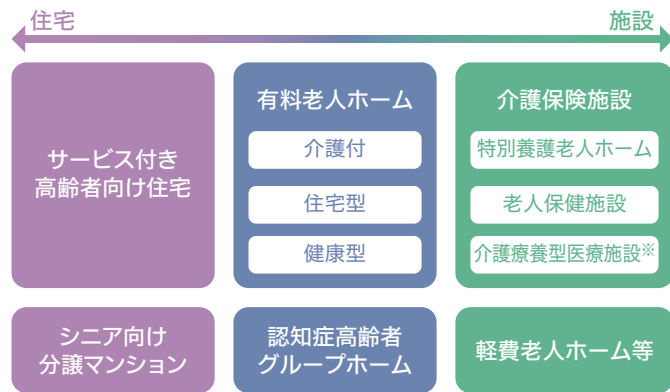 住宅
施設
サービス付き
高齢者向け住宅
有料老人ホーム
介護付
住宅型
健康型
介護保険施設
特別養護老人ホーム
老人保健施設
介護療養型医療施設※
シニア向け
分譲マンション
認知症高齢者
グループホーム
軽費老人ホーム等